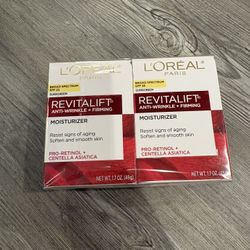 L'ORÉAL
PARIS
BROAD SPECTRUM
SPF 25
SUNSCREEN
REVITALIFT®
ANTI-WRINKLE + FIRMING
MOISTURIZER
Resist signs of aging
Soften and smooth skin
PRO-RETINOL +
CENTELLA ASIATICA
NET WT. 1.7 OZ. (48g)
L'ORÉAL
PARIS
BROAD SPECTRUM
SPF 25
SUNSCREEN
REVITALIFT®
ANTI-WRINKLE + FIRMING
MOISTURIZER
Resist signs of aging
Soften and smooth skin
PRO-RETINOL +
CENTELLA ASIATICA
NET WT. 1.7 OZ. (48g)